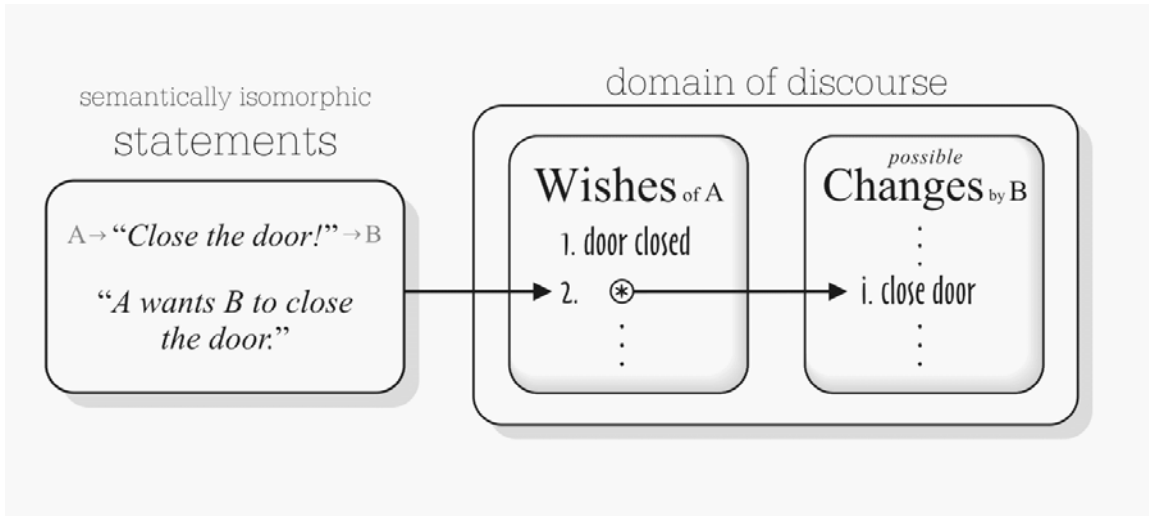 semantically isomorphic
statements
A→ “Close the door!” →B
“A wants B to close
the door.”
domain of discourse
Wishes of A
1. door closed
2. ⊛
possible
Changes by B
i. close door